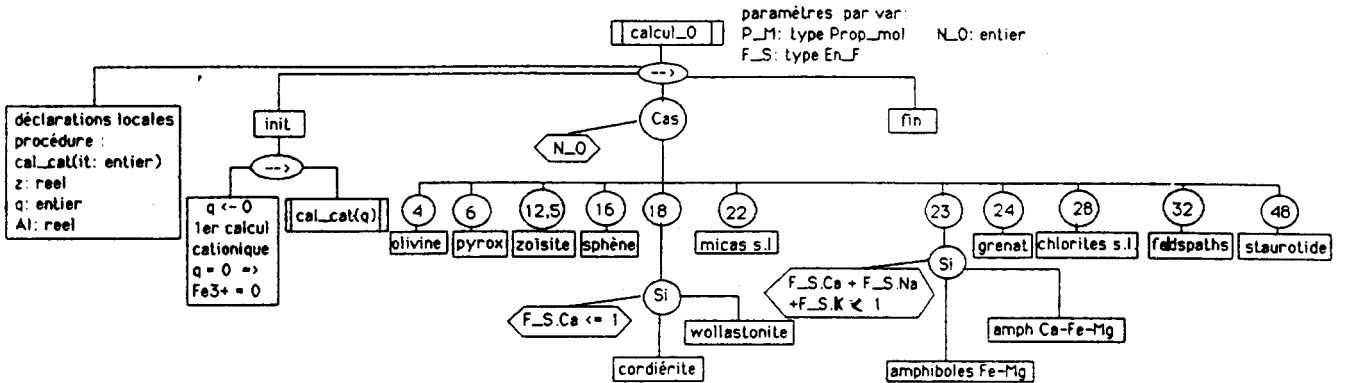 paramètres par var:
calcul_0
P_M: type Prop_mol N_O: entier
F_S: type En_F
-->
déclarations locales
procédure :
cal_cat(it: entier)
z: reel
q: entier
Al: reel
init
-->
q <- 0
1er calcul
cationique
q = 0 =>
Fe3+ = 0
cal_cat(q)
Cas
N_O
fin
4
6
12,5
16
18
22
23
24
28
32
48
olivine
pyrox
zoïsite
sphène
micas s.l
grenat
chlorites s.l.
feldspaths
staurotide
Si
F_S.Ca <= 1
wollastonite
cordiérite
Si
F_S.Ca + F_S.Na
+F_S.K < 1
amph Ca-Fe-Mg
amphiboles Fe-Mg